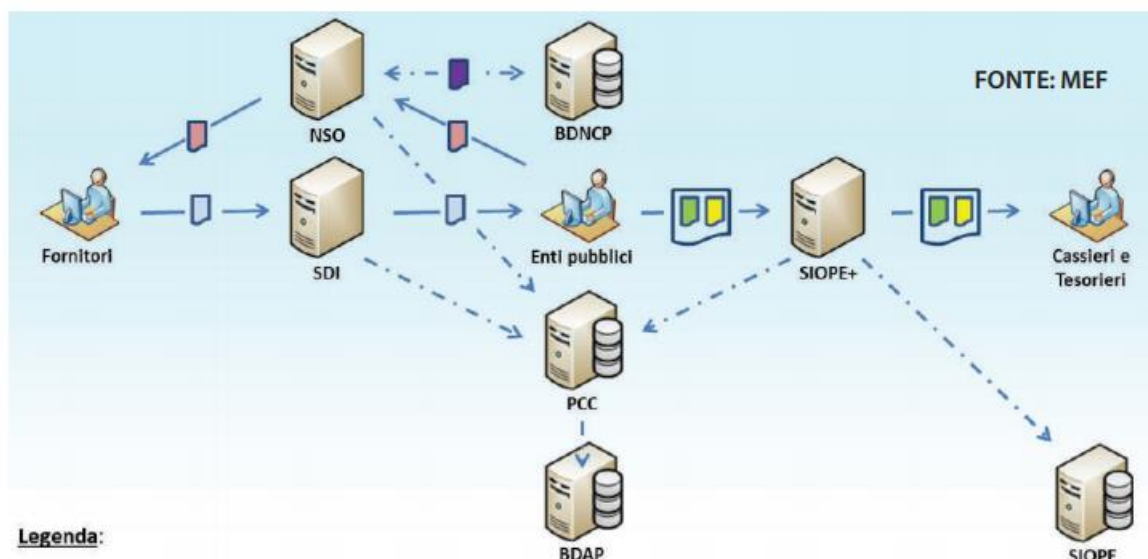 FONTE: MEF
NSO
BDNCP
Fornitori
SDI
Enti pubblici
SIOPE+
Cassieri e
Tesorieri
PCC
Legenda:
BDAP
SIOPE